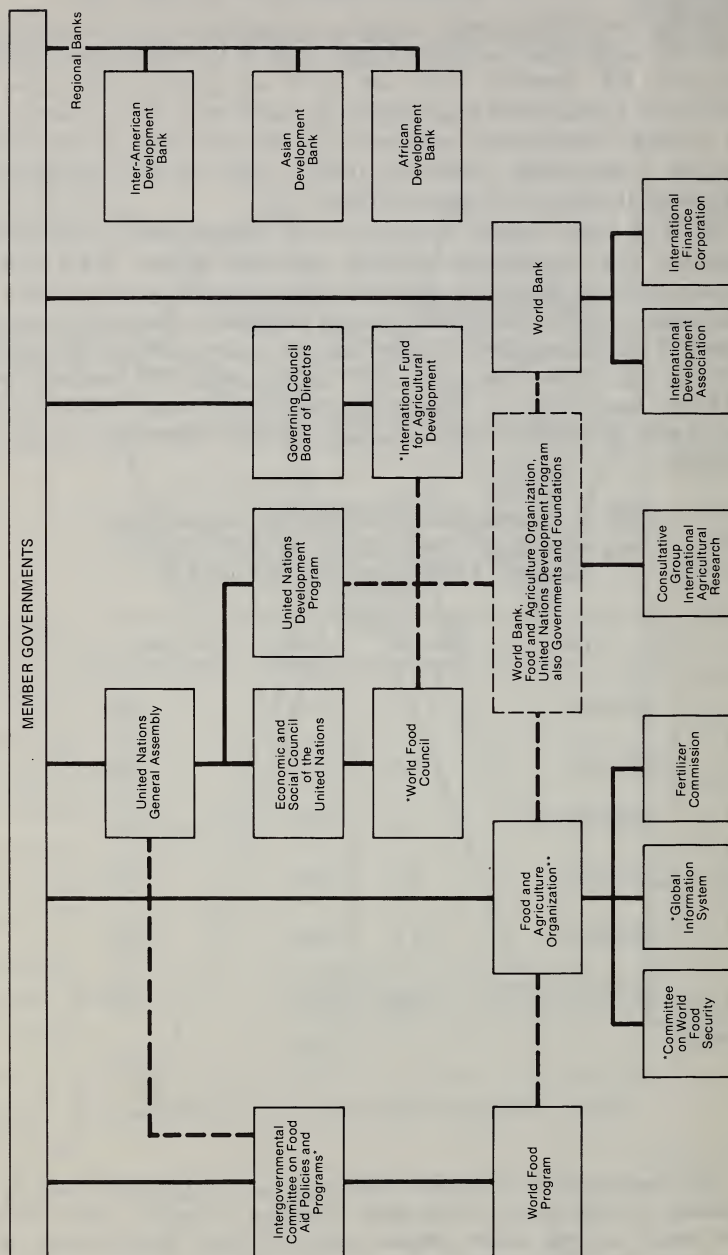 MEMBER GOVERNMENTS
Regional Banks
United Nations
General Assembly
Inter-American
Development
Bank
Intergovernmental
Committee on Food
Aid Policies and
Programs*
Economic and
Social Council
of the
United Nations
United Nations
Development
Program
Governing Council
Board of Directors
Asian
Development
Bank
*World Food
Council
*International Fund
for Agricultural
Development
African
Development
Bank
World Food
Program
Food and
Agriculture
Organization**
World Bank,
Food and Agriculture Organization,
United Nations Development Program
also Governments and Foundations
World Bank
*Committee
on World
Food
Security
*Global
Information
System
Fertilizer
Commission
Consultative
Group
International
Agricultural
Research
International
Development
Association
International
Finance
Corporation